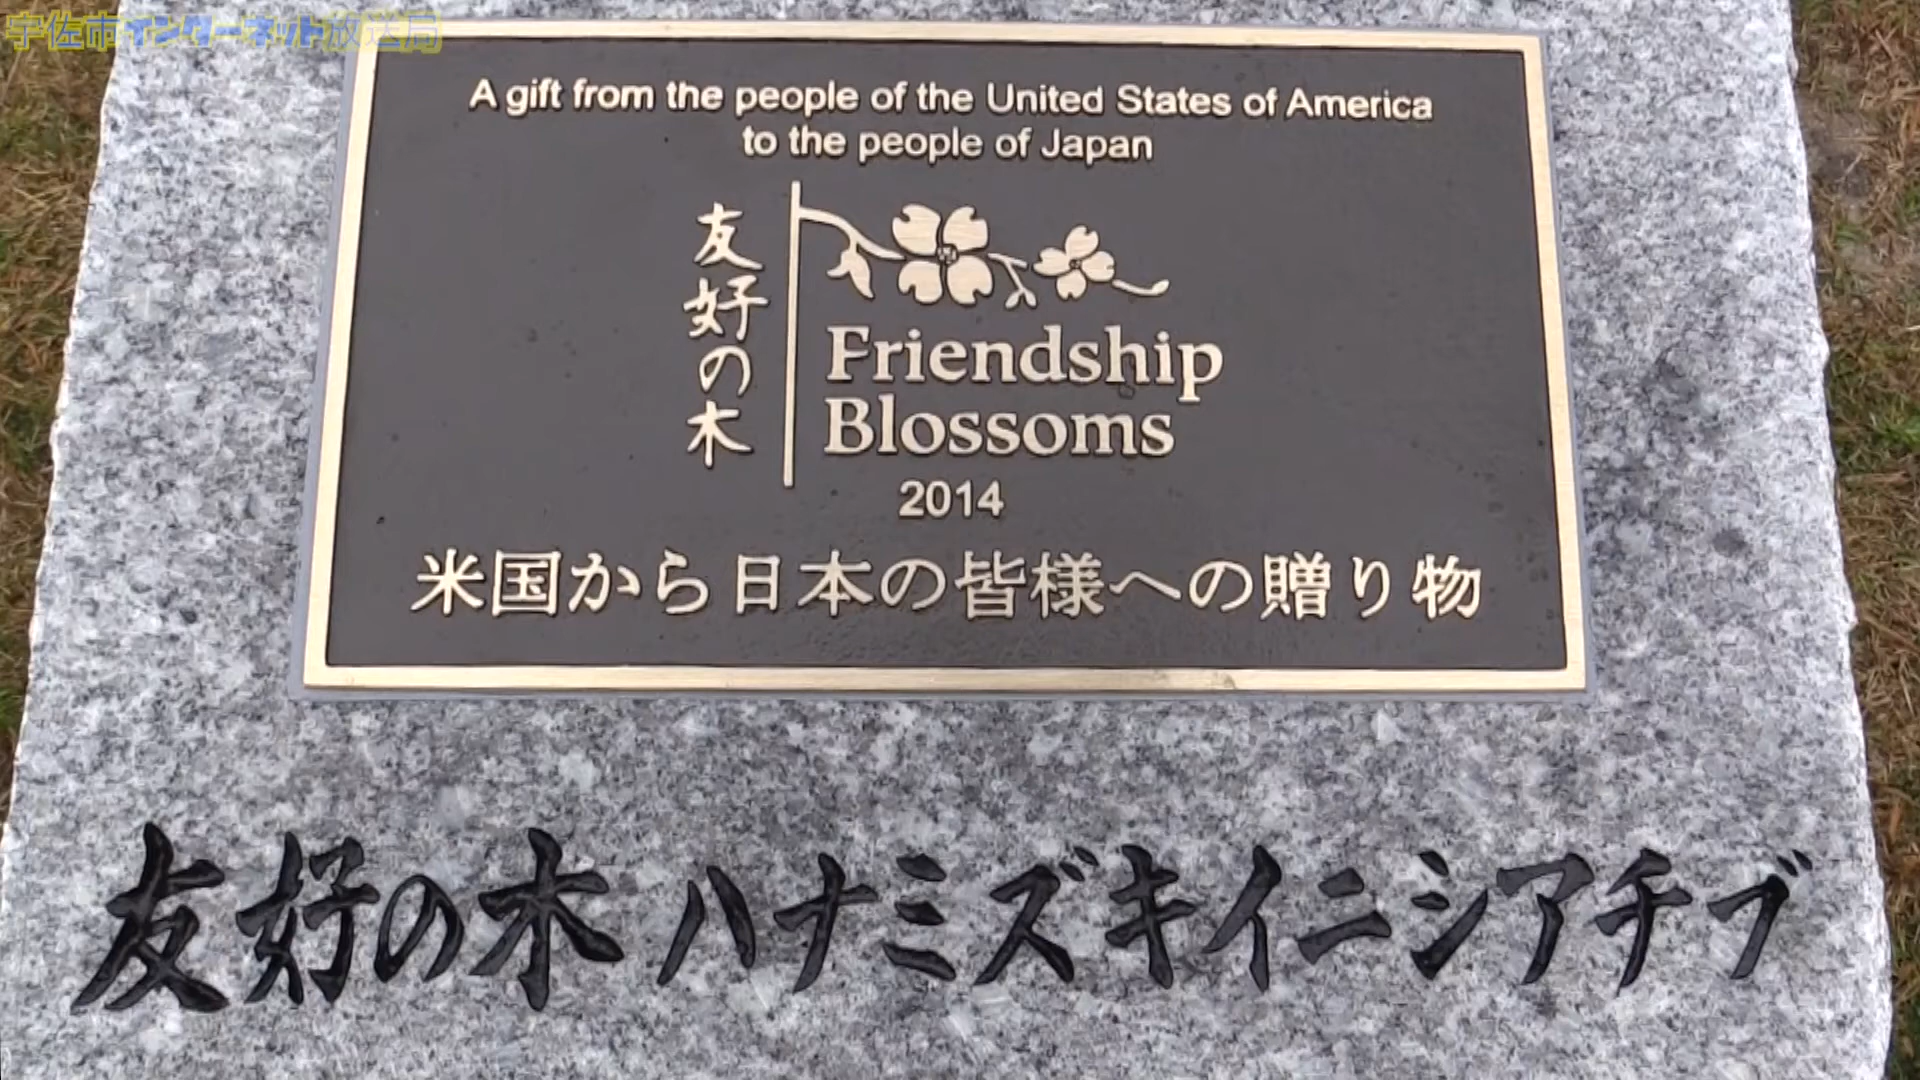 宇佐市インターネット放送局
A gift from the people of the United States of America
to the people of Japan
友好の木
Friendship
Blossoms
2014
米国から日本の皆様への贈り物
友好の木 ハナミズキイニシアチブ